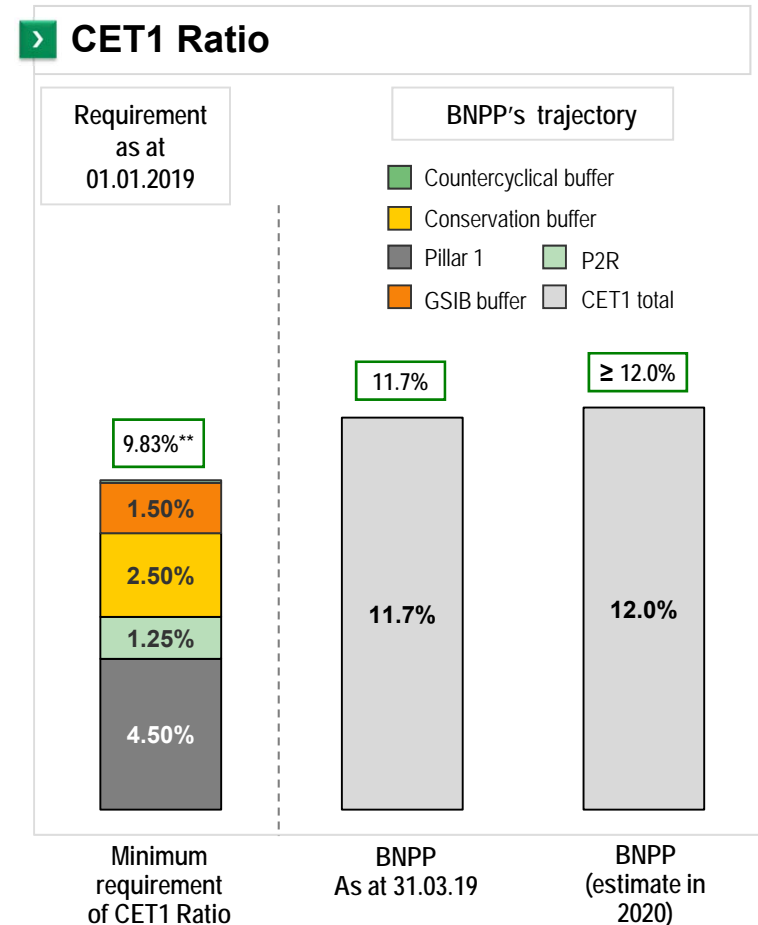 CET1 Ratio
Requirement
as at
01.01.2019
BNPP's trajectory
Countercyclical buffer
Conservation buffer
Pillar 1
P2R
GSIB buffer
CET1 total
9.83%**
11.7%
≥ 12.0%
1.50%
2.50%
1.25%
4.50%
11.7%
12.0%
Minimum
requirement
of CET1 Ratio
BNPP
As at 31.03.19
BNPP
(estimate in
2020)